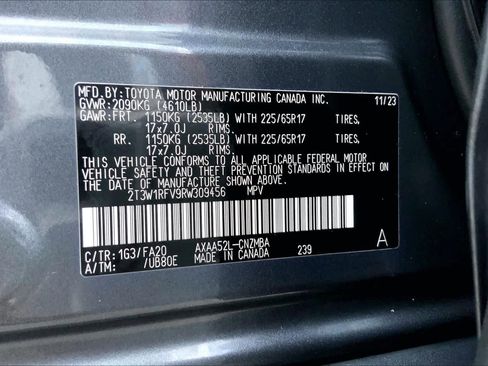 MFD.BY:TOYOTA MOTOR MANUFACTURING CANADA INC. 11/23
GVWR:2090KG (4610LB)
GAWR:FRT. 1150KG (2535LB) WITH 225/65R17 TIRES,
17x7.0J RIMS.
RR. 1150KG (2535LB) WITH 225/65R17 TIRES,
17x7.0J RIMS.
THIS VEHICLE CONFORMS TO ALL APPLICABLE FEDERAL MOTOR
VEHICLE SAFETY AND THEFT PREVENTION STANDARDS IN EFFECT
ON THE DATE OF MANUFACTURE SHOWN ABOVE.
2T3W1RFV9RW309456 MPV
C/TR:1G3/FA20 AXAA52L-CNZMBA 239 A
A/TM: /UB80E MADE IN CANADA